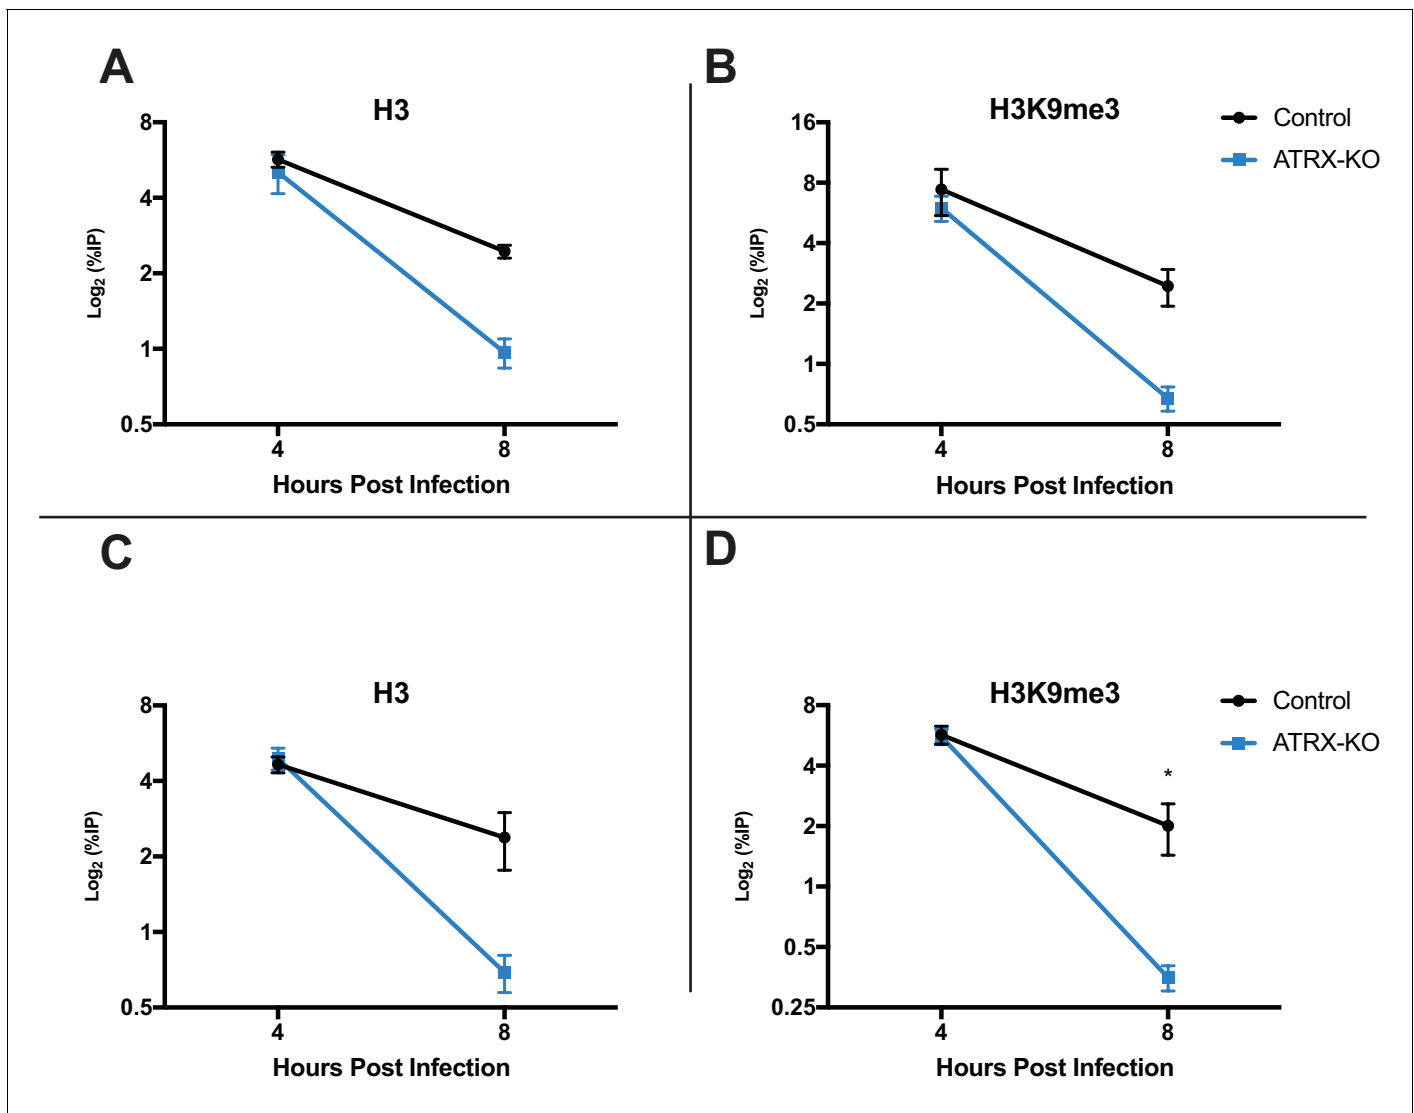 A
H3
8
4
2
1
0.5
Log2 (%IP)
4
8
Hours Post Infection
B
H3K9me3
Control
ATRX-KO
16
8
4
2
1
0.5
Log2 (%IP)
4
8
Hours Post Infection
C
H3
8
4
2
1
0.5
Log2 (%IP)
4
8
Hours Post Infection
D
H3K9me3
Control
ATRX-KO
8
4
2
1
0.5
0.25
Log2 (%IP)
*
4
8
Hours Post Infection